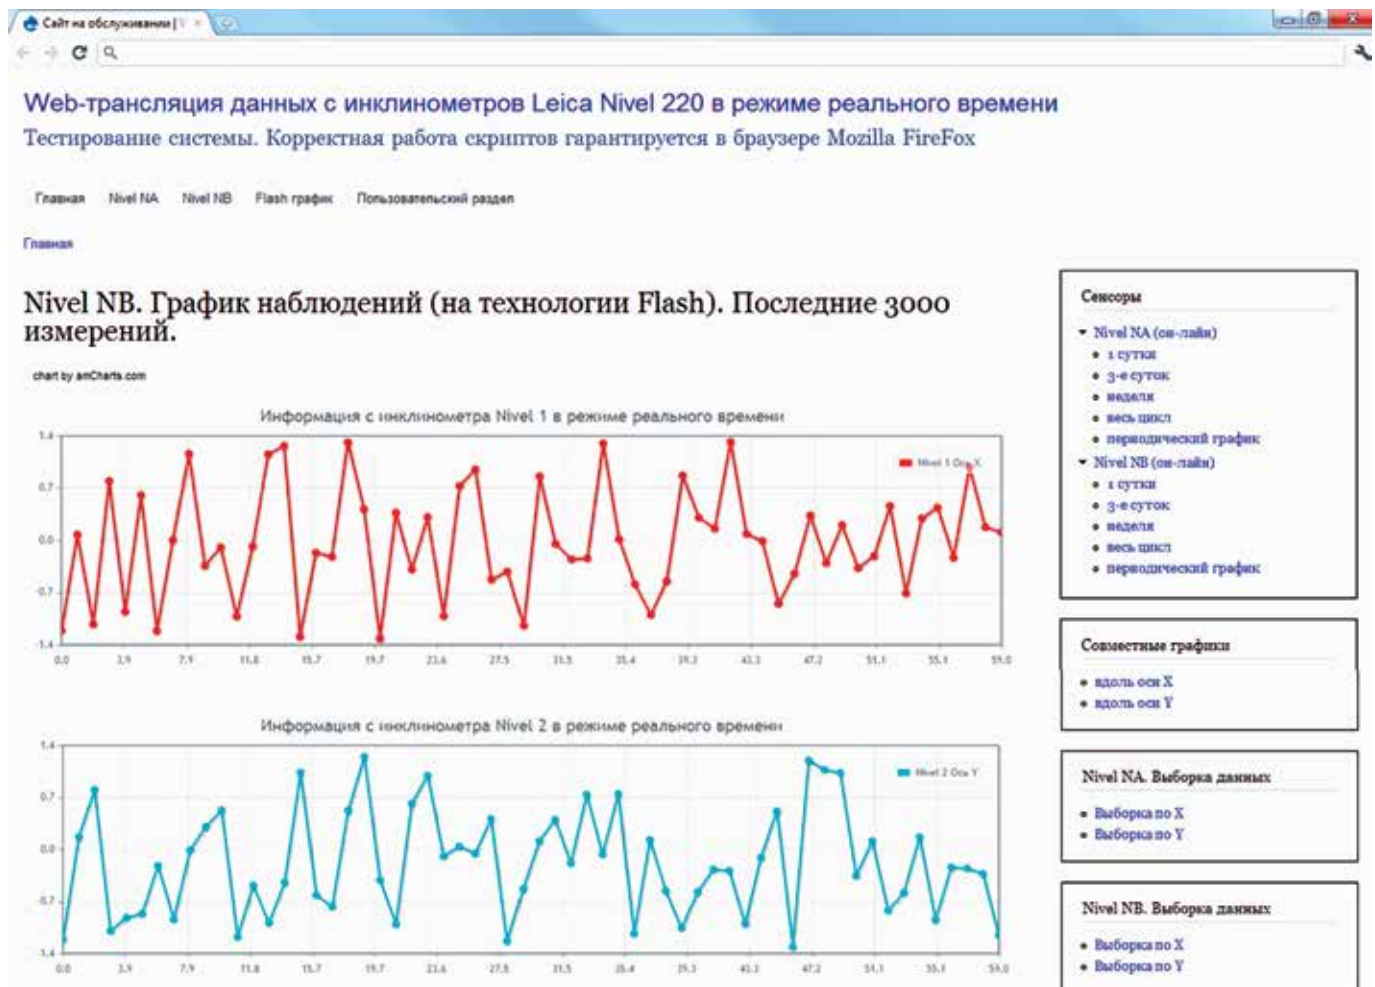 Сайт на обслуживании |
Web-трансляция данных с инклинометров Leica Nivel 220 в режиме реального времени
Тестирование системы. Корректная работа скриптов гарантируется в браузере Mozilla FireFox
Главная Nivel NA Nivel NB Flash график Пользовательский раздел
Главная
Nivel NB. График наблюдений (на технологии Flash). Последние 3000
измерений.
chart by amCharts.com
Информация с инклинометра Nivel 1 в режиме реального времени
1.4
0.7
0.0
-0.7
-1.4
Nivel 1 Ось X
0.0 3.9 7.9 11.8 15.7 19.7 23.6 27.5 31.5 35.4 39.3 43.3 47.2 51.1 55.1 59.0
Информация с инклинометра Nivel 2 в режиме реального времени
1.4
0.7
0.0
-0.7
-1.4
Nivel 2 Ось Y
0.0 3.9 7.9 11.8 15.7 19.7 23.6 27.5 31.5 35.4 39.3 43.3 47.2 51.1 55.1 59.0
Сенсоры
Nivel NA (он-лайн)
1 сутки
3-е суток
неделя
весь цикл
периодический график
Nivel NB (он-лайн)
1 сутки
3-е суток
неделя
весь цикл
периодический график
Совместные графики
вдоль оси X
вдоль оси Y
Nivel NA. Выборка данных
Выборка по X
Выборка по Y
Nivel NB. Выборка данных
Выборка по X
Выборка по Y